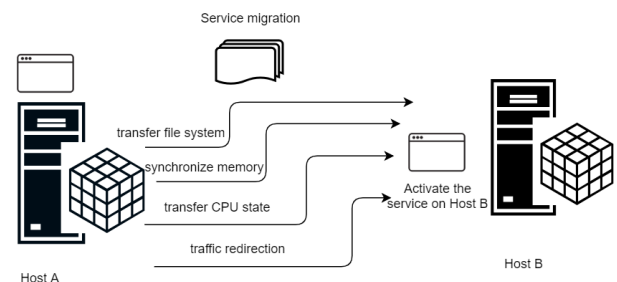 Service migration
transfer file system
synchronize memory
transfer CPU state
traffic redirection
Activate the
service on Host B
Host A
Host B